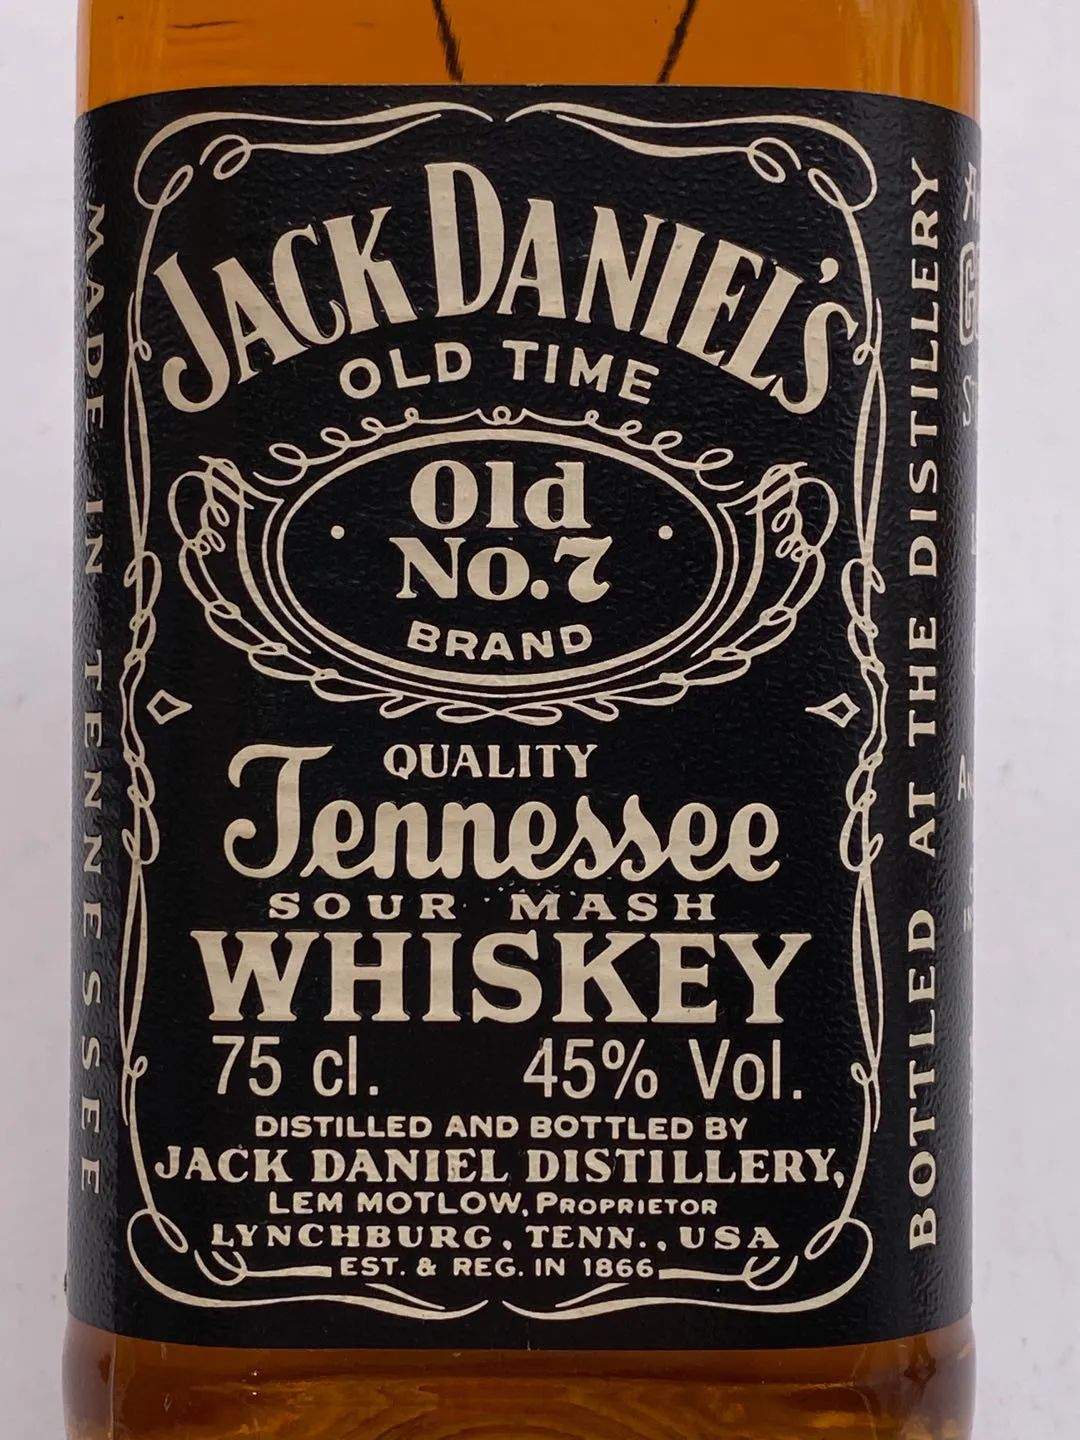 JACK DANIEL'S
OLD TIME
Old
No.7
BRAND
QUALITY
Tennessee
SOUR MASH
WHISKEY
75 cl. 45% Vol.
DISTILLED AND BOTTLED BY
JACK DANIEL DISTILLERY,
LEM MOTLOW, PROPRIETOR
LYNCHBURG, TENN., USA
EST. & REG. IN 1866
MADE IN TENNESSEE
BOTTLED AT THE DISTILLERY